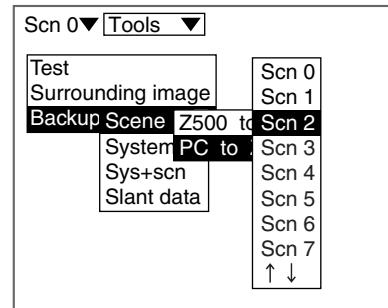 Scn 0▼ Tools ▼
Test
Surrounding image
Backup
Scene
System
Sys+scn
Slant data
Z500 to
PC to
Scn 0
Scn 1
Scn 2
Scn 3
Scn 4
Scn 5
Scn 6
Scn 7
↑ ↓